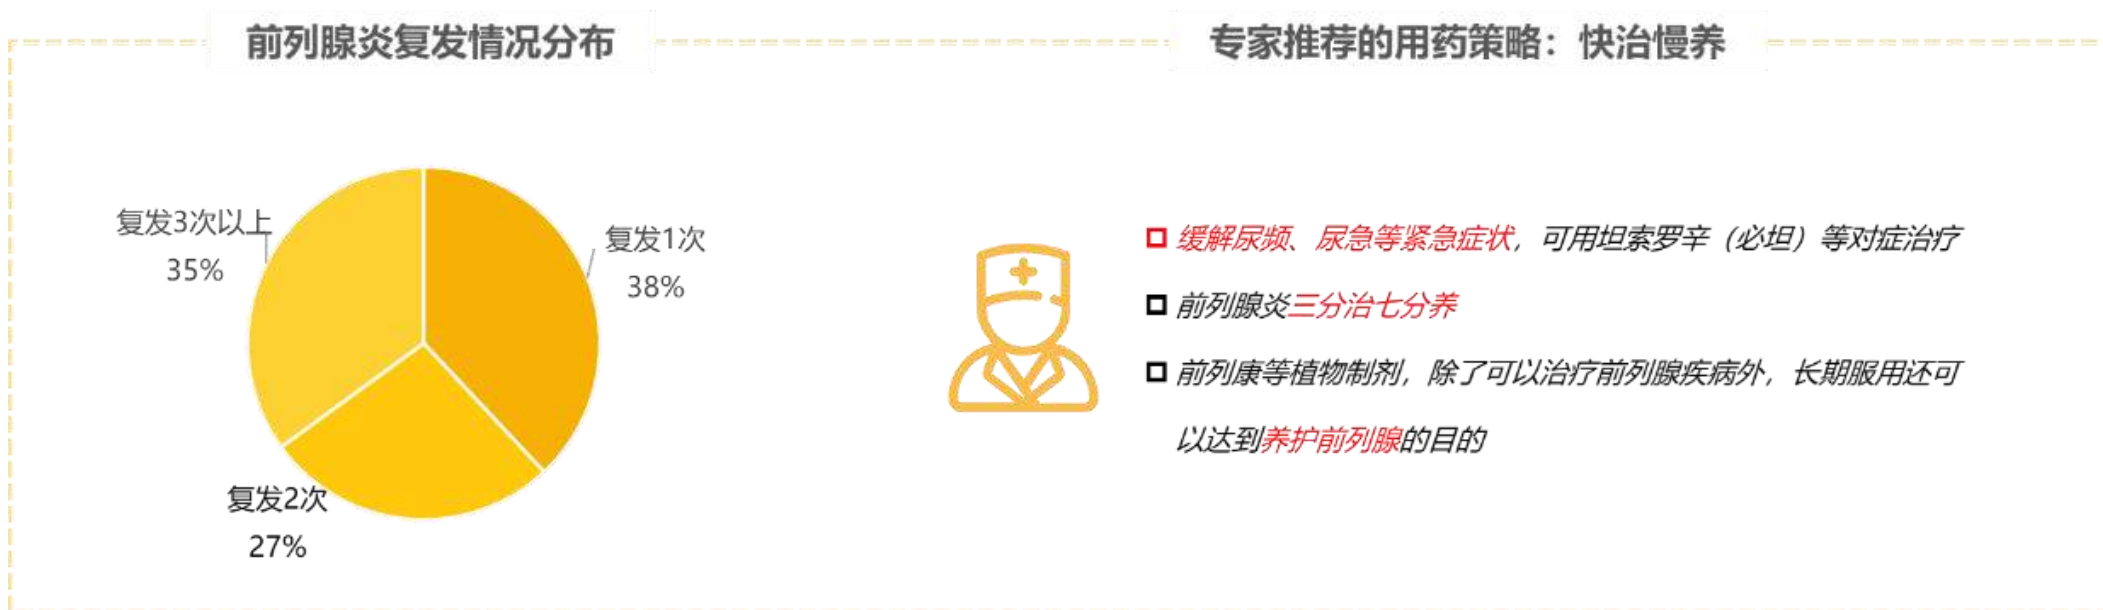 前列腺炎复发情况分布
复发3次以上
35%
复发1次
38%
复发2次
27%
专家推荐的用药策略：快治慢养
缓解尿频、尿急等紧急症状，可用坦索罗辛（必坦）等对症治疗
前列腺炎三分治七分养
前列康等植物制剂，除了可以治疗前列腺疾病外，长期服用还可
以达到养护前列腺的目的